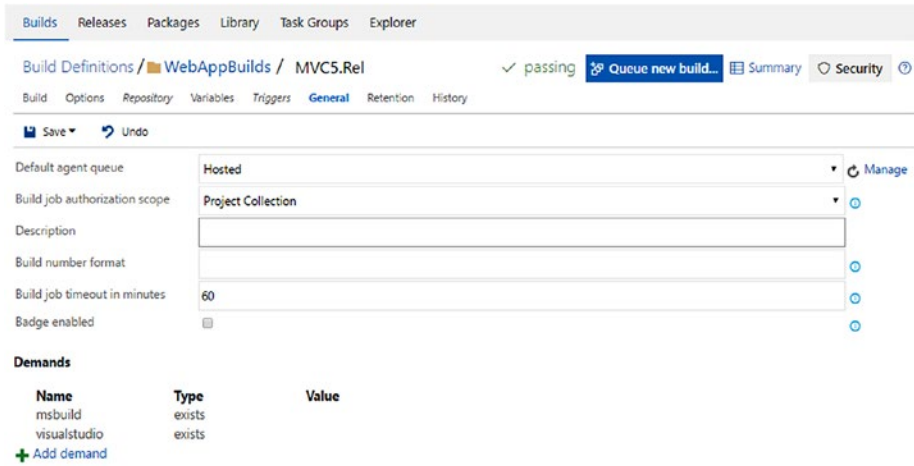 Builds Releases Packages Library Task Groups Explorer
Build Definitions / WebAppBuilds / MVC5.Rel passing Queue new build... Summary Security
Build Options Repository Variables Triggers General Retention History
Save Undo
Default agent queue Hosted Manage
Build job authorization scope Project Collection
Description
Build number format
Build job timeout in minutes 60
Badge enabled
Demands
Name Type Value
msbuild exists
visualstudio exists
Add demand